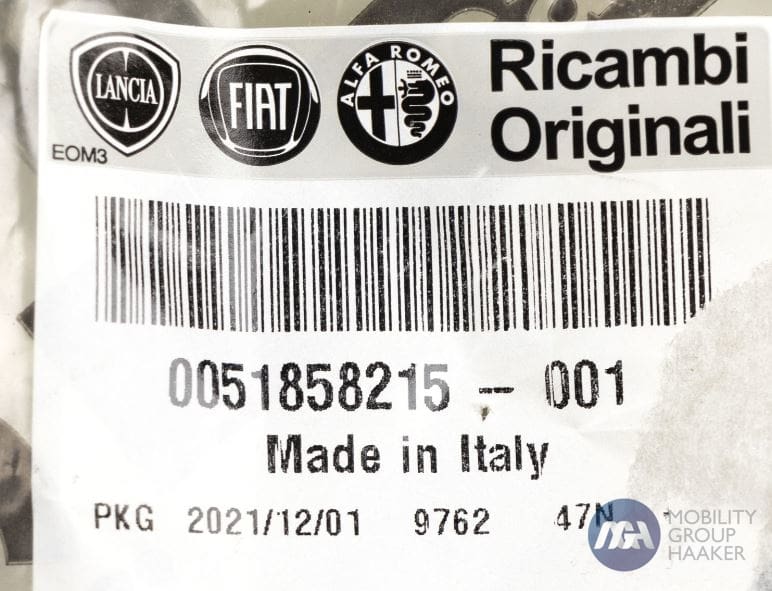 LANCIA
FIAT
ALFA ROMEO
Ricambi
Originali
EOM3
0051858215 - 001
Made in Italy
PKG 2021/12/01 9762 47N
MGH
MOBILITY
GROUP
HAAKER